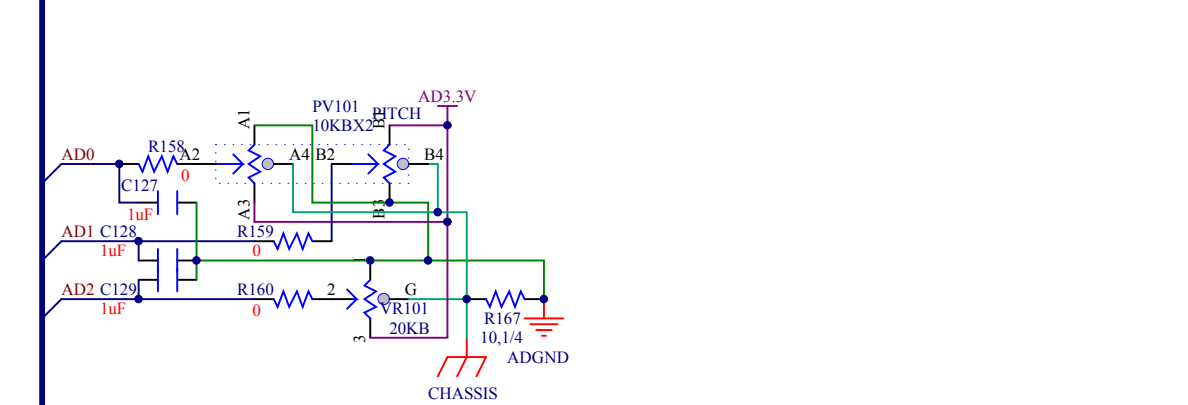 AD3.3V
A1
PV101
B1
PITCH
10KBX2
R158
AD0
A2
A4
B2
B4
0
C127
1uF
A3
B3
AD1
C128
R159
1uF
0
AD2
C129
R160
2
G
1uF
0
VR101
R167
20KB
10,1/4
3
ADGND
CHASSIS